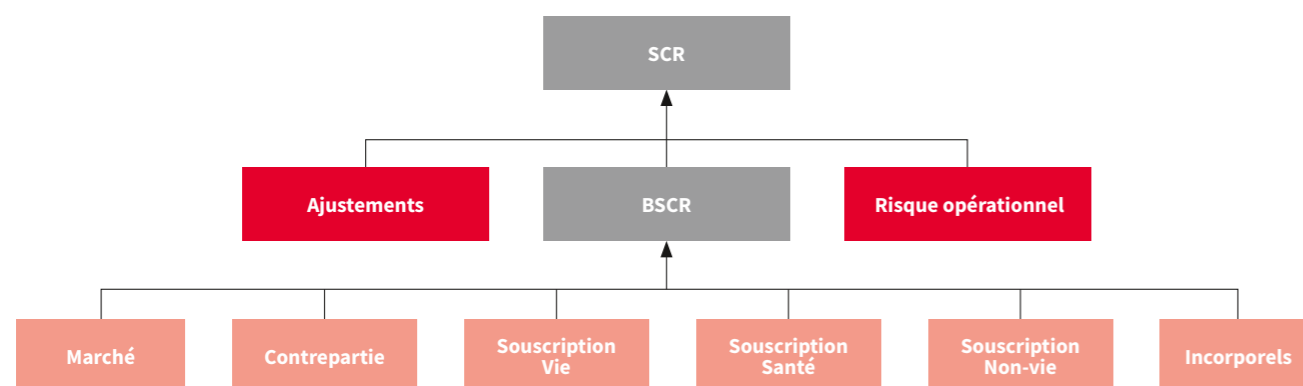 SCR
Ajustements
BSCR
Risque opérationnel
Marché
Contrepartie
Souscription
Vie
Souscription
Santé
Souscription
Non-vie
Incorporels